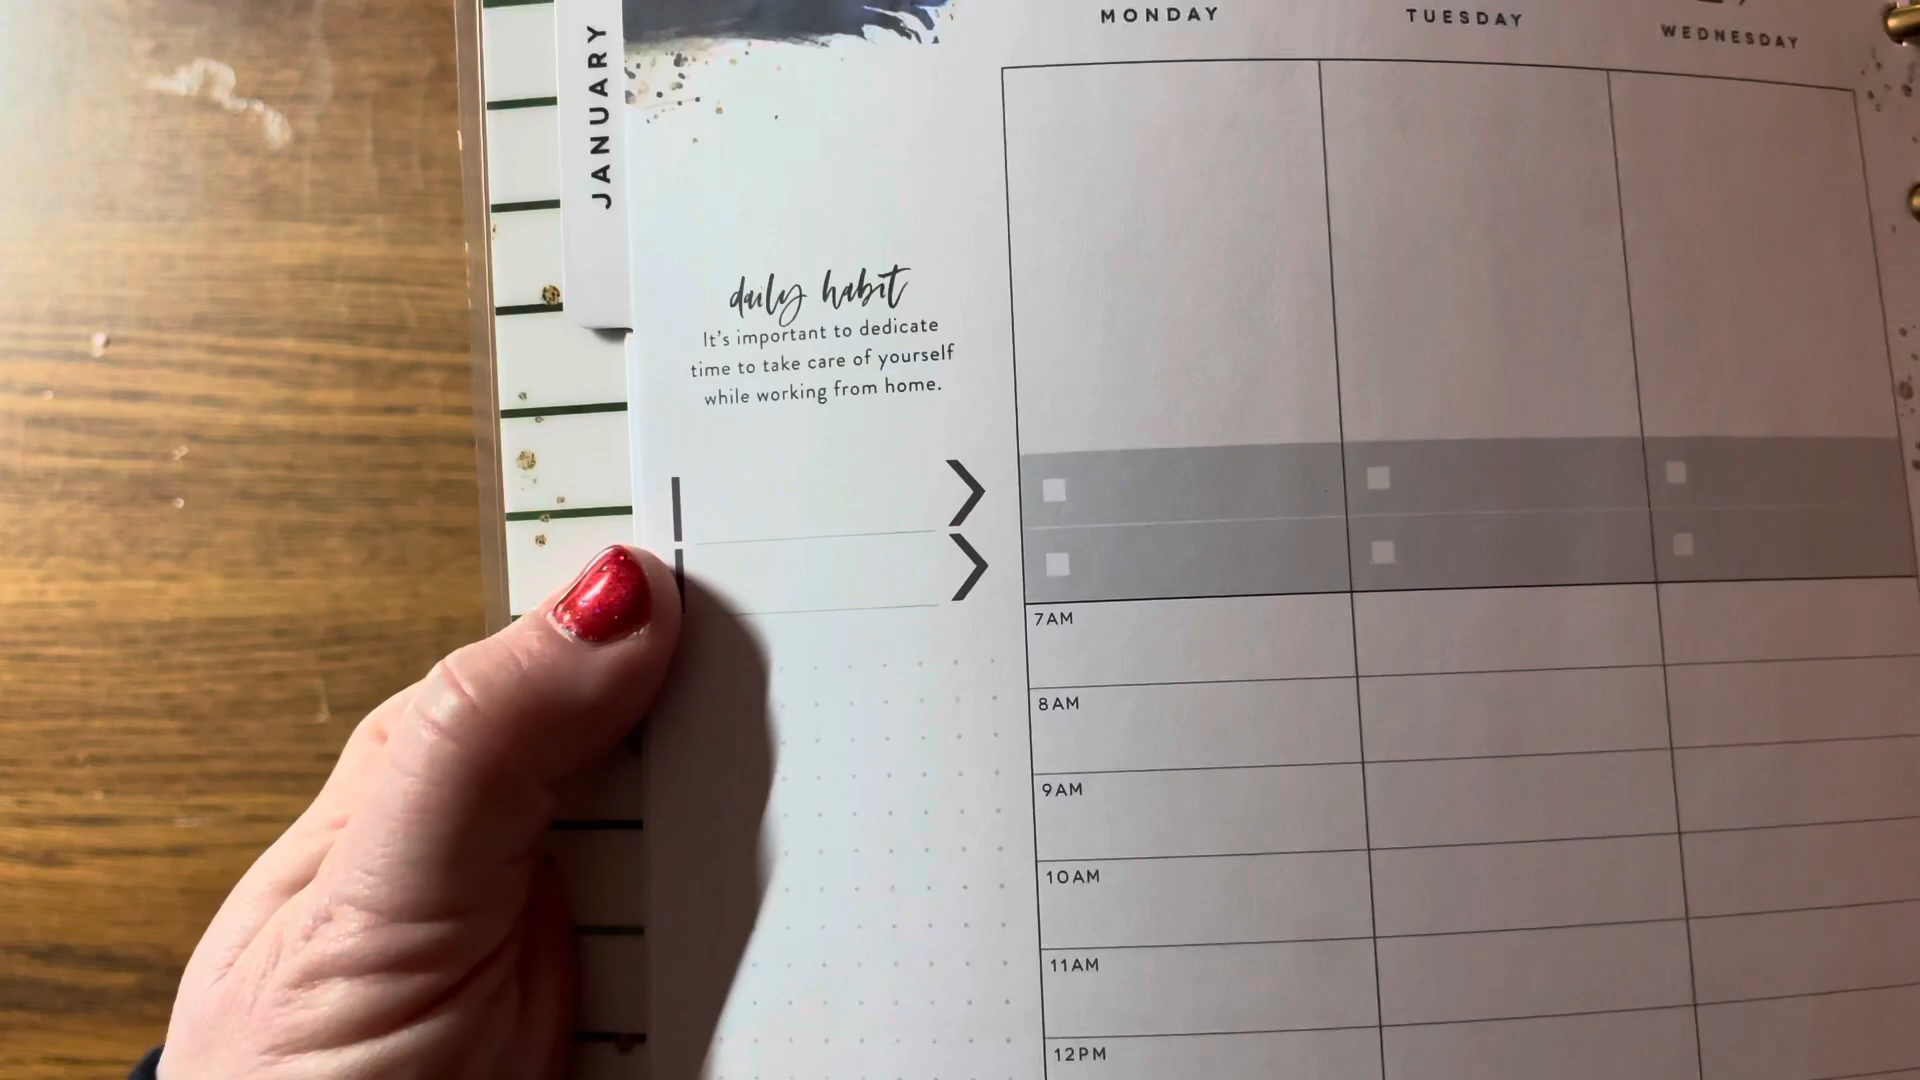 JANUARY
MONDAY
TUESDAY
WEDNESDAY
daily habit
It's important to dedicate
time to take care of yourself
while working from home.
7AM
8AM
9AM
10AM
11AM
12PM